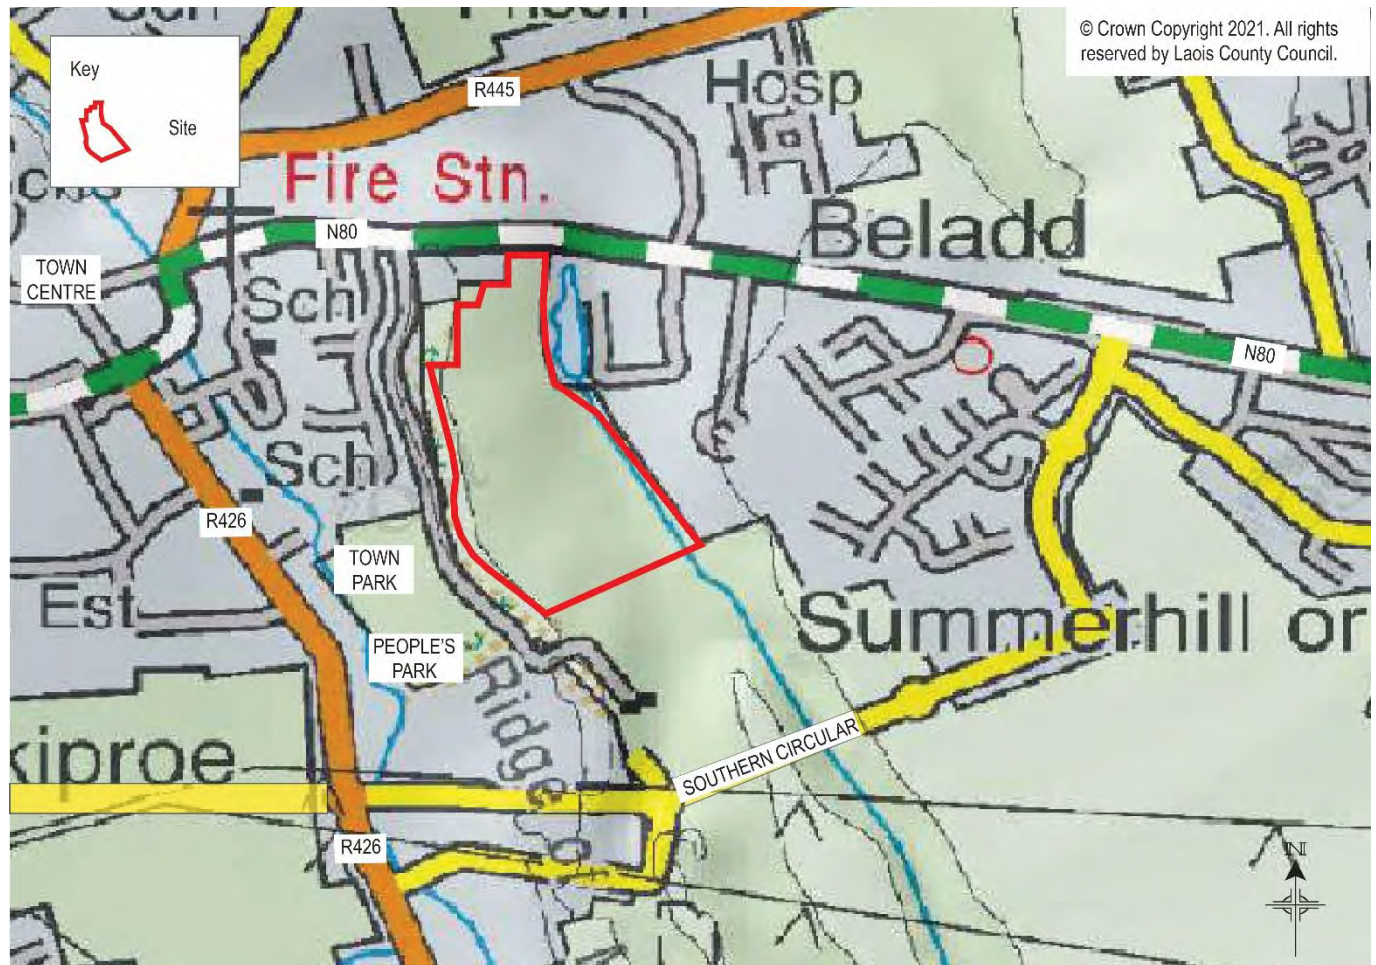 © Crown Copyright 2021. All rights
reserved by Laois County Council.
Key
Site
R445
Hosp
Fire Stn.
N80
Beladd
TOWN
CENTRE
Sch
N80
Sch
R426
TOWN
PARK
Est
Summerhill or
PEOPLE'S
PARK
Ridge
SOUTHERN CIRCULAR
kiproe
R426
N